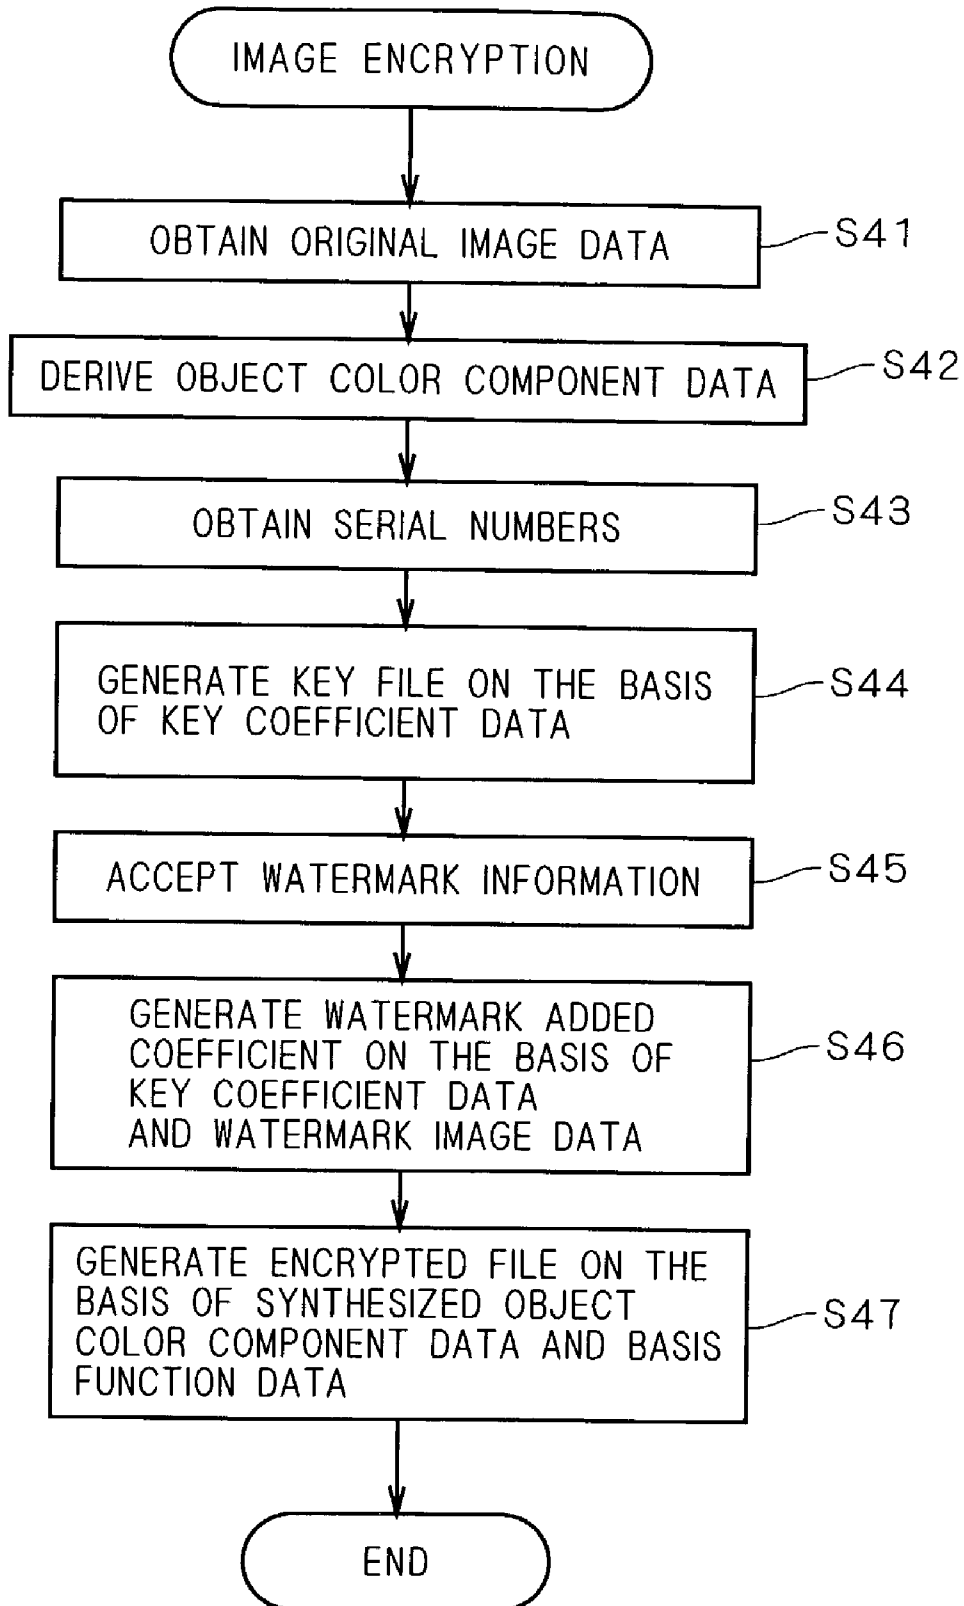 IMAGE ENCRYPTION
OBTAIN ORIGINAL IMAGE DATA
S41
DERIVE OBJECT COLOR COMPONENT DATA
S42
OBTAIN SERIAL NUMBERS
S43
GENERATE KEY FILE ON THE BASIS
OF KEY COEFFICIENT DATA
S44
ACCEPT WATERMARK INFORMATION
S45
GENERATE WATERMARK ADDED
COEFFICIENT ON THE BASIS OF
KEY COEFFICIENT DATA
AND WATERMARK IMAGE DATA
S46
GENERATE ENCRYPTED FILE ON THE
BASIS OF SYNTHESIZED OBJECT
COLOR COMPONENT DATA AND BASIS
FUNCTION DATA
S47
END